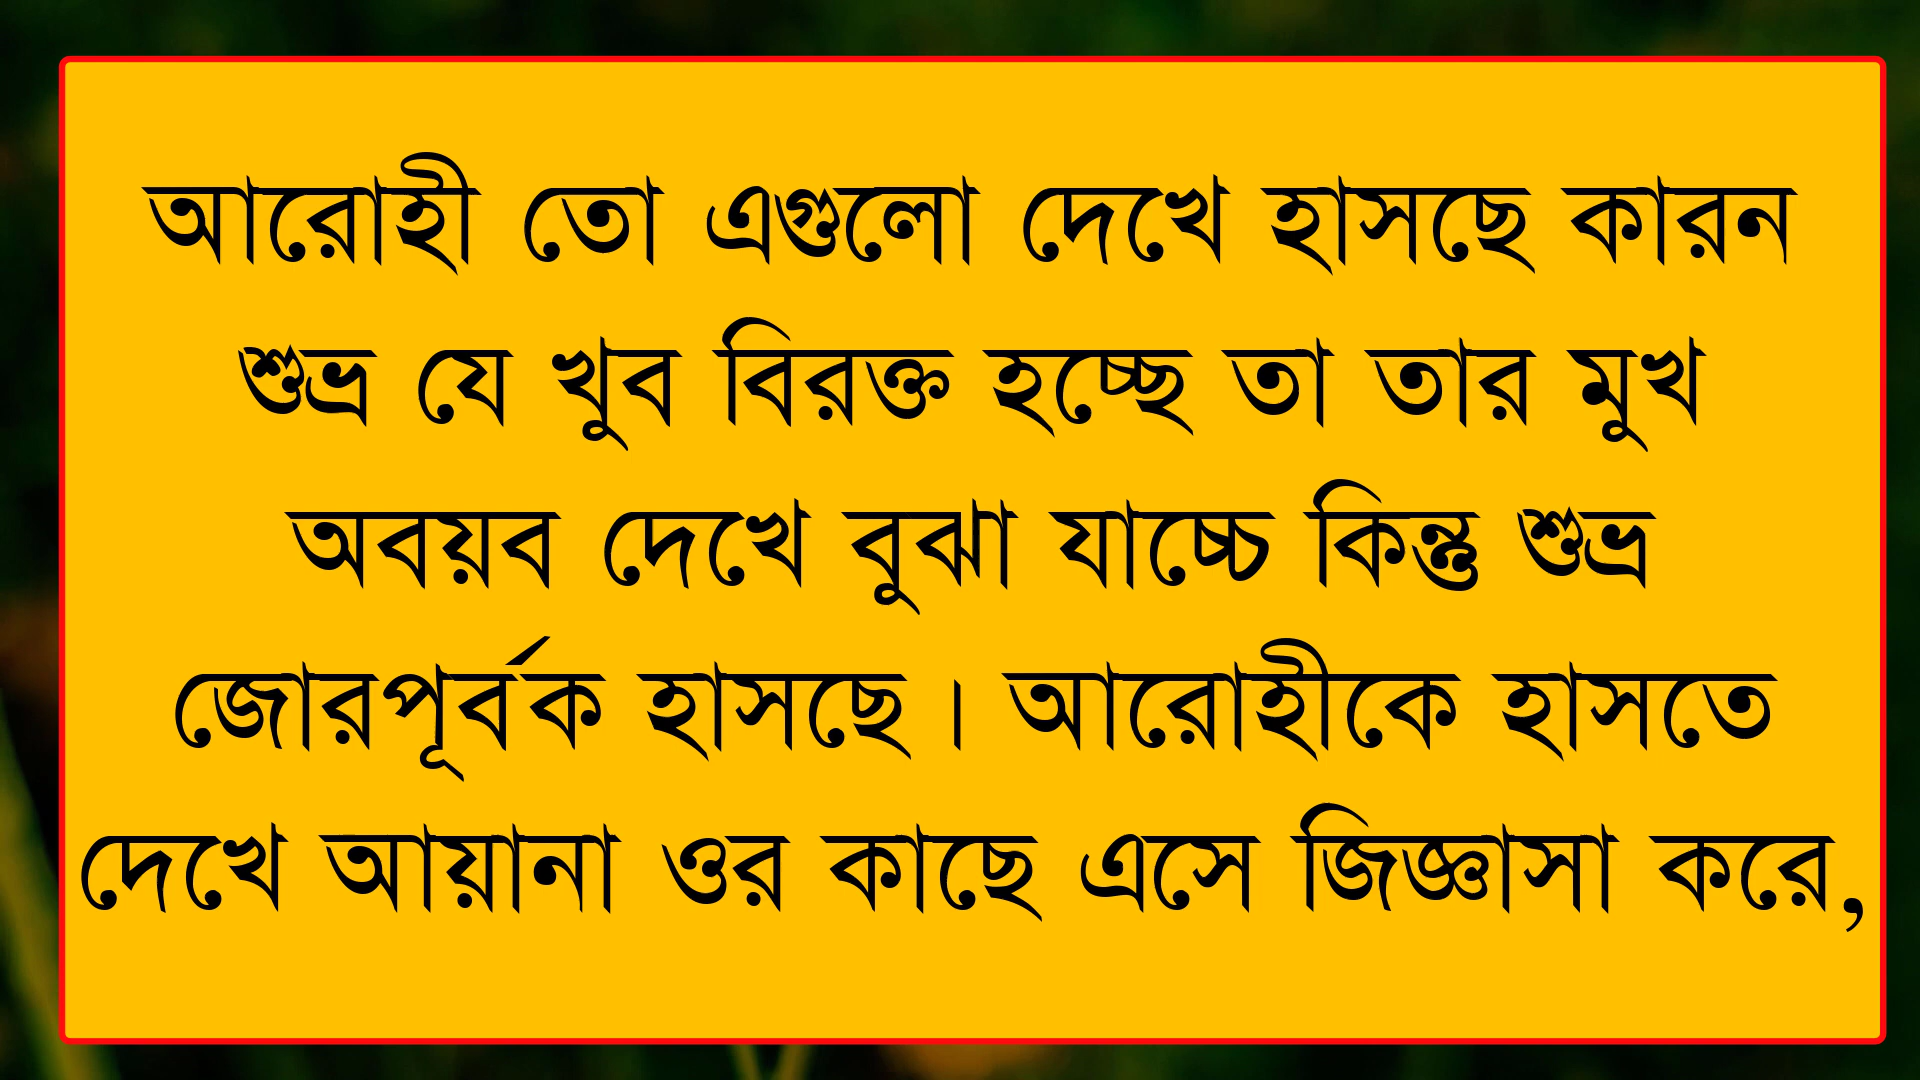 আরোহী তো এগুলো দেখে হাসছে কারন
শুভ্র যে খুব বিরক্ত হচ্ছে তা তার মুখ
অবয়ব দেখে বুঝা যাচ্চে কিন্তু শুভ্র
জোরপূর্বক হাসছে। আরোহীকে হাসতে
দেখে আয়ানা ওর কাছে এসে জিজ্ঞাসা করে,